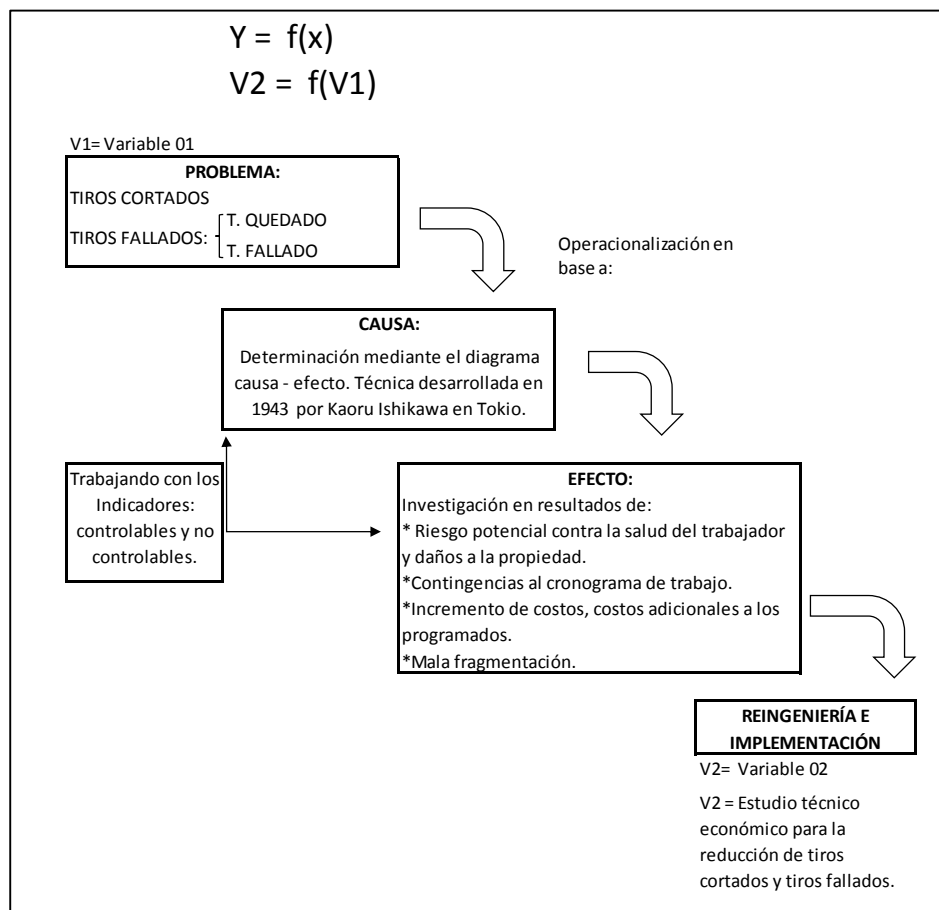 Y = f(x)
V2 = f(V1)
V1= Variable 01
PROBLEMA:
TIROS CORTADOS
TIROS FALLADOS:
T. QUEDADO
T. FALLADO
Operacionalización en
base a:
CAUSA:
Determinación mediante el diagrama
causa - efecto. Técnica desarrollada en
1943 por Kaoru Ishikawa en Tokio.
Trabajando con los
Indicadores:
controlables y no
controlables.
EFECTO:
Investigación en resultados de:
* Riesgo potencial contra la salud del trabajador
y daños a la propiedad.
*Contingencias al cronograma de trabajo.
*Incremento de costos, costos adicionales a los
programados.
*Mala fragmentación.
REINGENIERÍA E
IMPLEMENTACIÓN
V2= Variable 02
V2 = Estudio técnico
económico para la
reducción de tiros
cortados y tiros fallados.